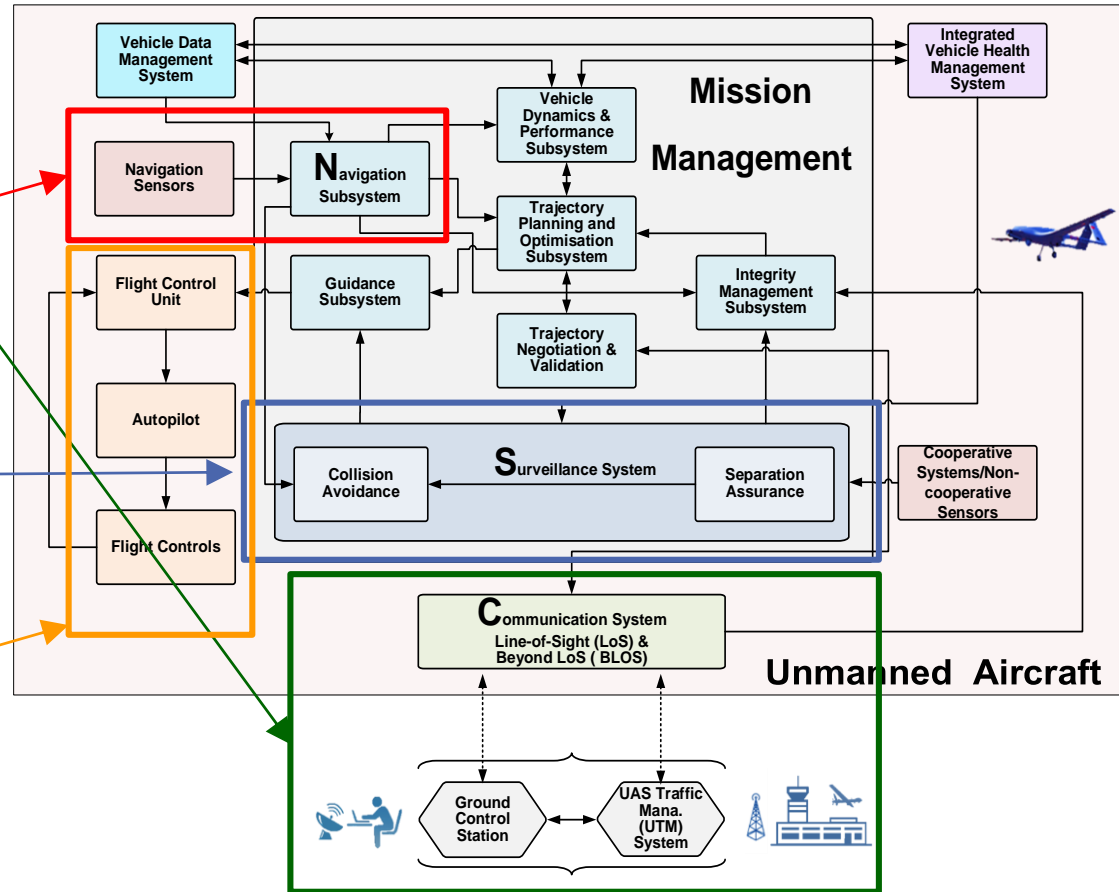 Vehicle Data
Management
System
Integrated
Vehicle Health
Management
System
Mission
Management
Vehicle
Dynamics &
Performance
Subsystem
Navigation
Sensors
Navigation
Subsystem
Trajectory
Planning and
Optimisation
Subsystem
Flight Control
Unit
Guidance
Subsystem
Integrity
Management
Subsystem
Trajectory
Negotiation &
Validation
Autopilot
Surveillance System
Collision
Avoidance
Separation
Assurance
Cooperative
Systems/Non-
cooperative
Sensors
Flight Controls
Communication System
Line-of-Sight (LoS) &
Beyond LoS ( BLOS)
Unmanned Aircraft
Ground
Control
Station
UAS Traffic
Mana.
(UTM)
System